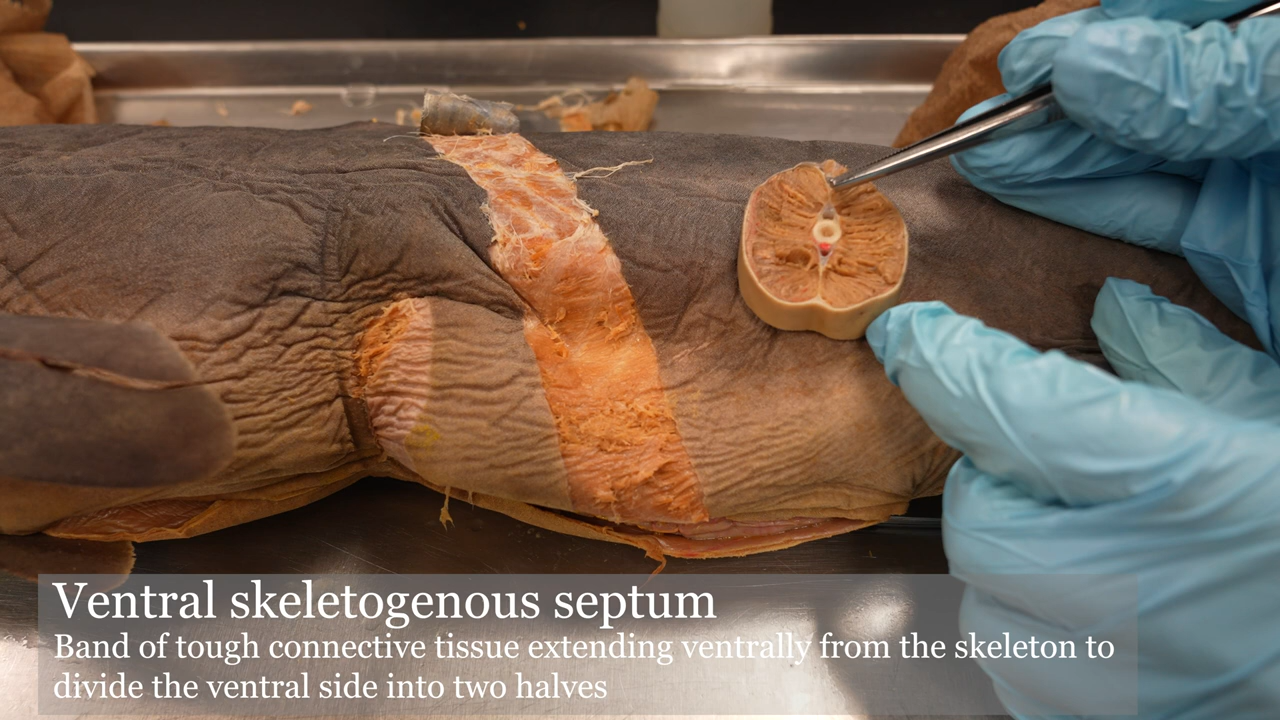 Ventral skeletogenous septum
Band of tough connective tissue extending ventrally from the skeleton to
divide the ventral side into two halves